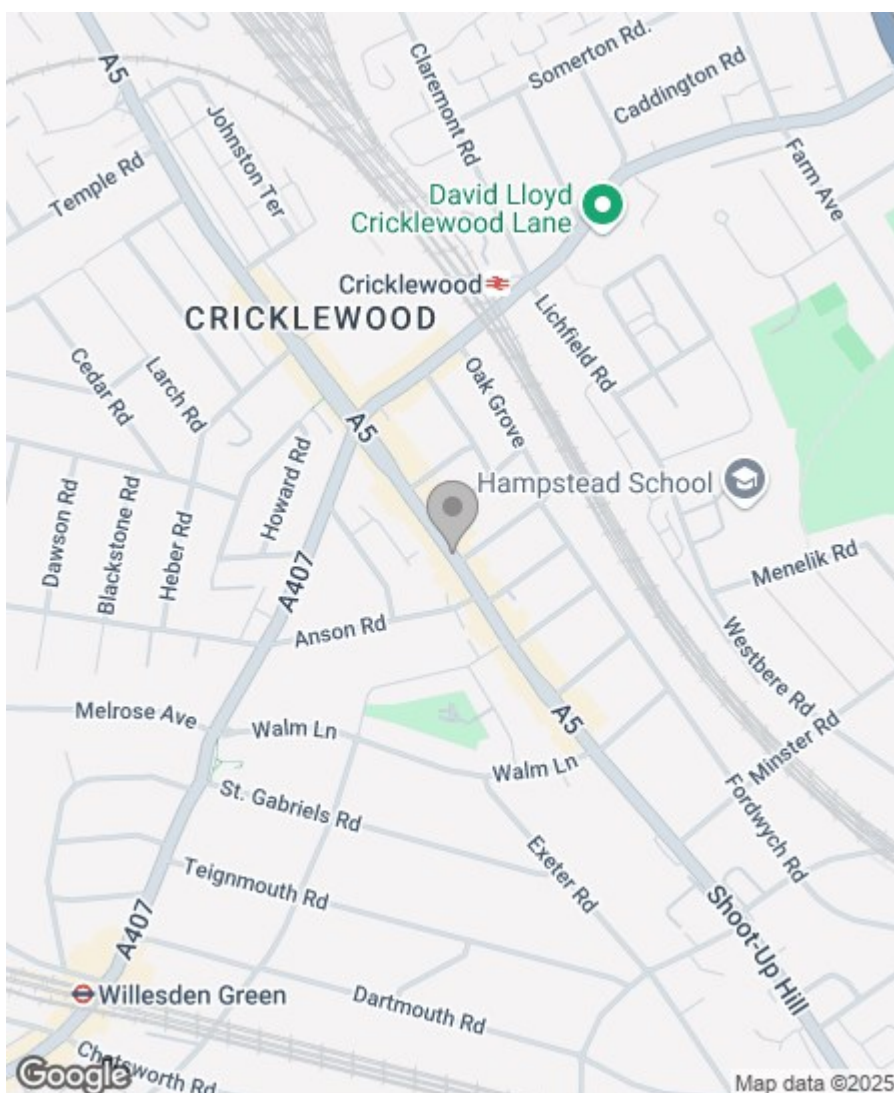 A5
Somerton Rd.
Claremont Rd
Caddington Rd
Johnston Ter
Temple Rd
Farm Ave
David Lloyd
Cricklewood Lane
Cricklewood
CRICKLEWOOD
Lichfield Rd
Cedar Rd
Larch Rd
Oak Grove
A5
Howard Rd
Hampstead School
Dawson Rd
Blackstone Rd
Heber Rd
A407
Menelik Rd
Anson Rd
Westbere Rd
Melrose Ave
Walm Ln
A5
Minster Rd
Walm Ln
St. Gabriels Rd
Fordwych Rd
Exeter Rd
Teignmouth Rd
Shoot-Up Hill
A407
Willesden Green
Dartmouth Rd
Chatsworth Rd
Google
Map data ©2025